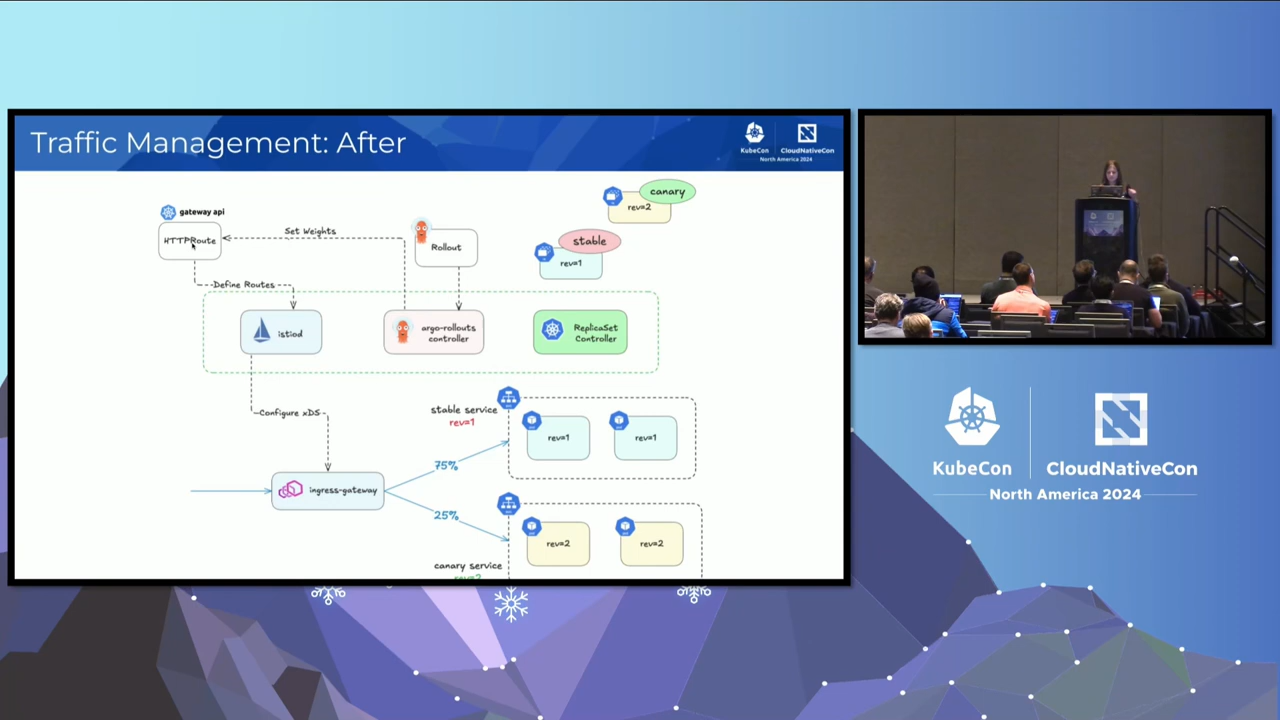 Traffic Management: After
KubeCon
CloudNativeCon
North America 2024
canary
rev=2
gateway api
HTTPRoute
Set Weights
Rollout
stable
rev=1
Define Routes
istiod
argo-rollouts
controller
ReplicaSet
Controller
Configure xDS
stable service
rev=1
rev=1
rev=1
75%
ingress-gateway
25%
rev=2
rev=2
canary service
rev=2
KubeCon
CloudNativeCon
North America 2024